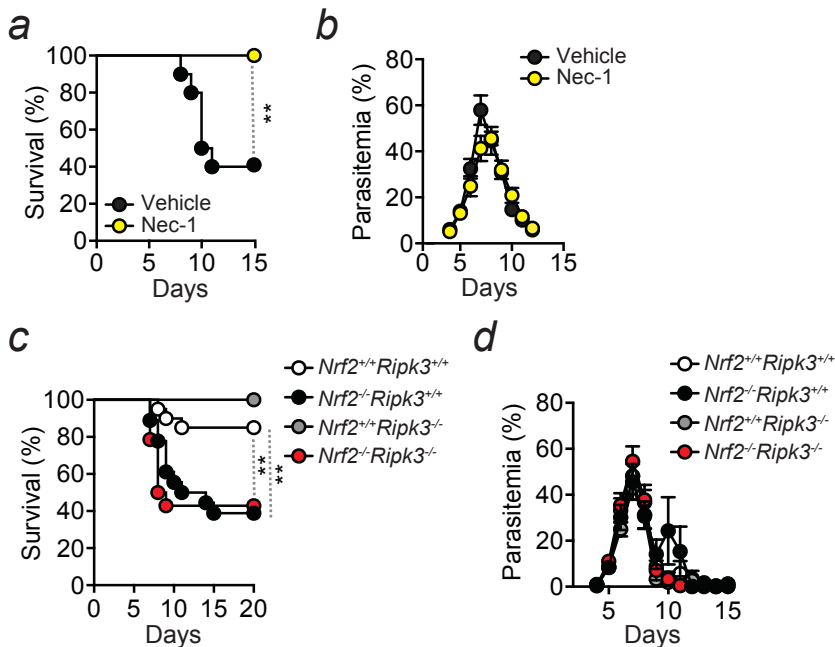 a
Survival (%)
100
80
60
40
20
0
0 5 10 15
Days
Vehicle
Nec-1
**
b
Parasitemia (%)
80
60
40
20
0
5 10 15
Days
Vehicle
Nec-1
c
Survival (%)
100
80
60
40
20
0
0 5 10 15 20
Days
**
**
Nrf2+/+Ripk3+/+
Nrf2-/-Ripk3+/+
Nrf2+/+Ripk3-/-
Nrf2-/-Ripk3-/-
d
Parasitemia (%)
80
60
40
20
0
5 10 15
Days
Nrf2+/+Ripk3+/+
Nrf2-/-Ripk3+/+
Nrf2+/+Ripk3-/-
Nrf2-/-Ripk3-/-